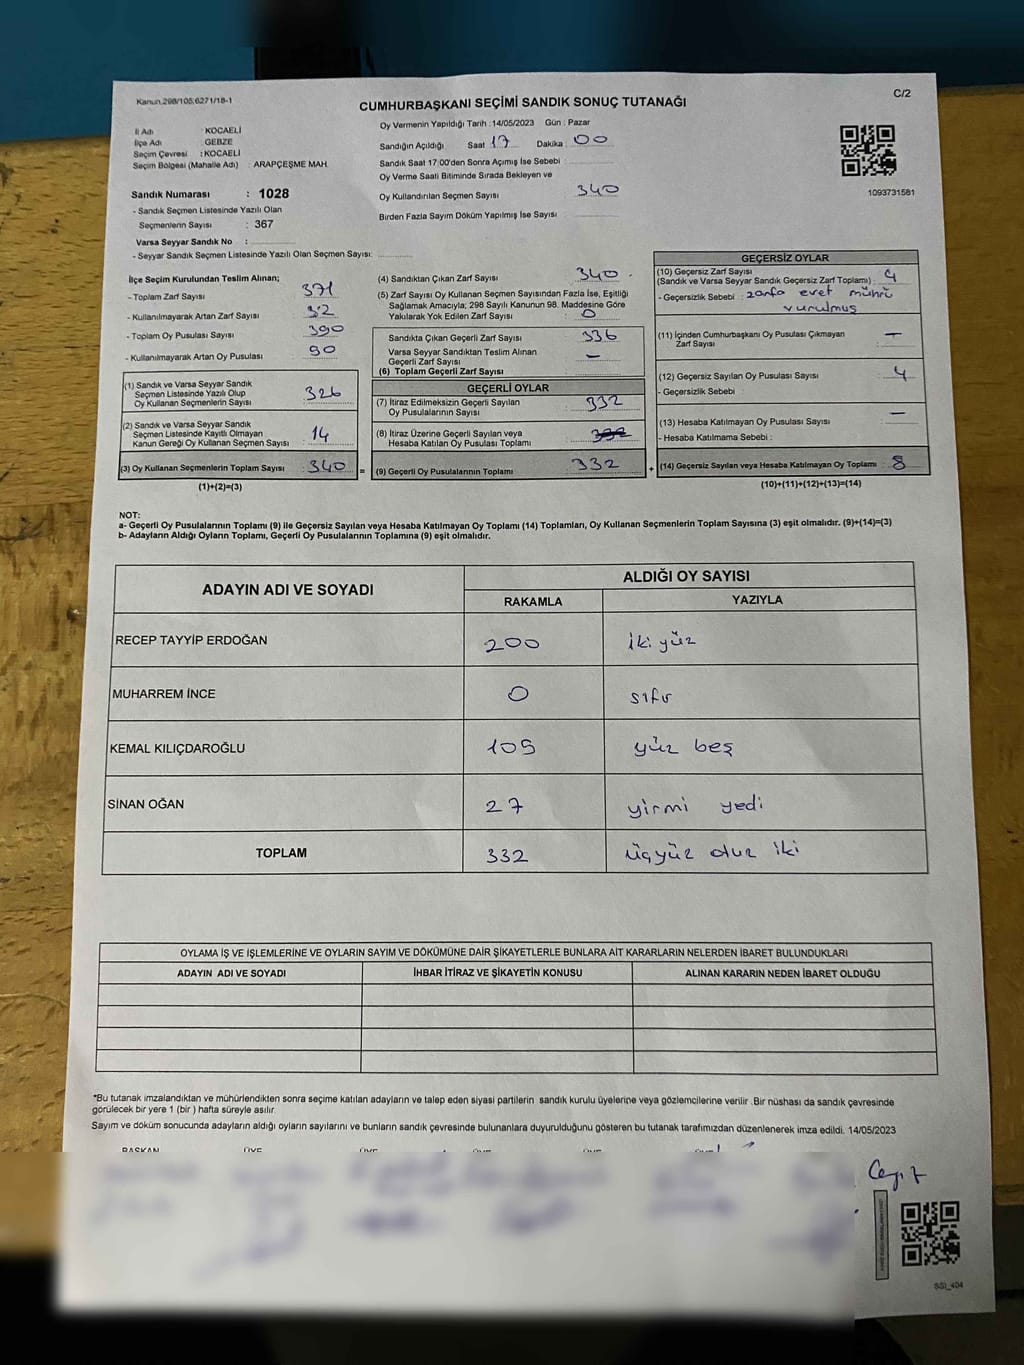 Kanun.298/105.6271/18-1
CUMHURBAŞKANI SEÇİMİ SANDIK SONUÇ TUTANAĞI
C/2
İl Adı : KOCAELİ
İlçe Adı : GEBZE
Seçim Çevresi : KOCAELİ
Seçim Bölgesi (Mahalle Adı) : ARAPÇEŞME MAH.
Sandık Numarası : 1028
- Sandık Seçmen Listesinde Yazılı Olan
Seçmenlerin Sayısı : 367
Varsa Seyyar Sandık No :
- Seyyar Sandık Seçmen Listesinde Yazılı Olan Seçmen Sayısı:
Oy Vermenin Yapıldığı Tarih :14/05/2023 Gün : Pazar
Sandığın Açıldığı Saat 17 Dakika 00
Sandık Saat 17:00'den Sonra Açımış İse Sebebi :
Oy Verme Saati Bitiminde Sırada Bekleyen ve
Oy Kullandırılan Seçmen Sayısı 340
Birden Fazla Sayım Döküm Yapılmış İse Sayısı
1093731581
İlçe Seçim Kurulundan Teslim Alınan;
- Toplam Zarf Sayısı 371
- Kullanılmayarak Artan Zarf Sayısı 32
- Toplam Oy Pusulası Sayısı 390
- Kullanılmayarak Artan Oy Pusulası 50
(1) Sandık ve Varsa Seyyar Sandık
Seçmen Listesinde Yazılı Olup
Oy Kullanan Seçmenlerin Sayısı 326
(2) Sandık ve Varsa Seyyar Sandık
Seçmen Listesinde Kayıtlı Olmayan
Kanun Gereği Oy Kullanan Seçmen Sayısı 14
(3) Oy Kullanan Seçmenlerin Toplam Sayısı 340 =
(1)+(2)=(3)
(4) Sandıktan Çıkan Zarf Sayısı 340
(5) Zarf Sayısı Oy Kullanan Seçmen Sayısından Fazla İse, Eşitliği
Sağlamak Amacıyla; 298 Sayılı Kanunun 98. Maddesine Göre
Yakılarak Yok Edilen Zarf Sayısı : 0
Sandıkta Çıkan Geçerli Zarf Sayısı 336
Varsa Seyyar Sandıktan Teslim Alınan
Geçerli Zarf Sayısı –
(6) Toplam Geçerli Zarf Sayısı :
GEÇERLİ OYLAR
(7) İtiraz Edilmeksizin Geçerli Sayılan
Oy Pusulalarının Sayısı 332
(8) İtiraz Üzerine Geçerli Sayılan veya
Hesaba Katılan Oy Pusulası Toplamı
(9) Geçerli Oy Pusulalarının Toplamı 332 +
GEÇERSİZ OYLAR
(10) Geçersiz Zarf Sayısı
(Sandık ve Varsa Seyyar Sandık Geçersiz Zarf Toplamı) : 4
- Geçersizlik Sebebi : zarfa evet mührü
vurulmuş
(11) İçinden Cumhurbaşkanı Oy Pusulası Çıkmayan
Zarf Sayısı –
(12) Geçersiz Sayılan Oy Pusulası Sayısı 4
- Geçersizlik Sebebi :
(13) Hesaba Katılmayan Oy Pusulası Sayısı –
- Hesaba Katılmama Sebebi :
(14) Geçersiz Sayılan veya Hesaba Katılmayan Oy Toplamı : 8
(10)+(11)+(12)+(13)=(14)
NOT:
a- Geçerli Oy Pusulalarının Toplamı (9) ile Geçersiz Sayılan veya Hesaba Katılmayan Oy Toplamı (14) Toplamları, Oy Kullanan Seçmenlerin Toplam Sayısına (3) eşit olmalıdır. (9)+(14)=(3)
b- Adayların Aldığı Oyların Toplamı, Geçerli Oy Pusulalarının Toplamına (9) eşit olmalıdır.
ADAYIN ADI VE SOYADI ALDIĞI OY SAYISI
RAKAMLA YAZIYLA
RECEP TAYYİP ERDOĞAN 200 iki yüz
MUHARREM İNCE 0 sıfır
KEMAL KILIÇDAROĞLU 105 yüz beş
SİNAN OĞAN 27 yirmi yedi
TOPLAM 332 üçyüz otuz iki
OYLAMA İŞ VE İŞLEMLERİNE VE OYLARIN SAYIM VE DÖKÜMÜNE DAİR ŞİKAYETLERLE BUNLARA AİT KARARLARIN NELERDEN İBARET BULUNDUKLARI
ADAYIN ADI VE SOYADI İHBAR İTİRAZ VE ŞİKAYETİN KONUSU ALINAN KARARIN NEDEN İBARET OLDUĞU
*Bu tutanak imzalandıktan ve mühürlendikten sonra seçime katılan adayların ve talep eden siyasi partilerin sandık kurulu üyelerine veya gözlemcilerine verilir .Bir nüshası da sandık çevresinde
görülecek bir yere 1 (bir ) hafta süreyle asılır.
Sayım ve döküm sonucunda adayların aldığı oyların sayılarını ve bunların sandık çevresinde bulunanlara duyurulduğunu gösteren bu tutanak tarafımızdan düzenlenerek imza edildi. 14/05/2023
BAŞKAN ÜYE ÜYE
SSI_404